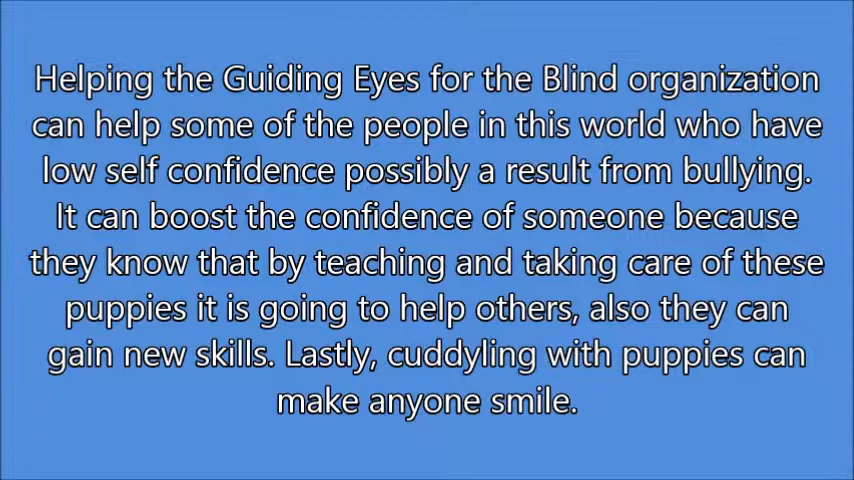 Helping the Guiding Eyes for the Blind organization
can help some of the people in this world who have
low self confidence possibly a result from bullying.
It can boost the confidence of someone because
they know that by teaching and taking care of these
puppies it is going to help others, also they can
gain new skills. Lastly, cuddyling with puppies can
make anyone smile.